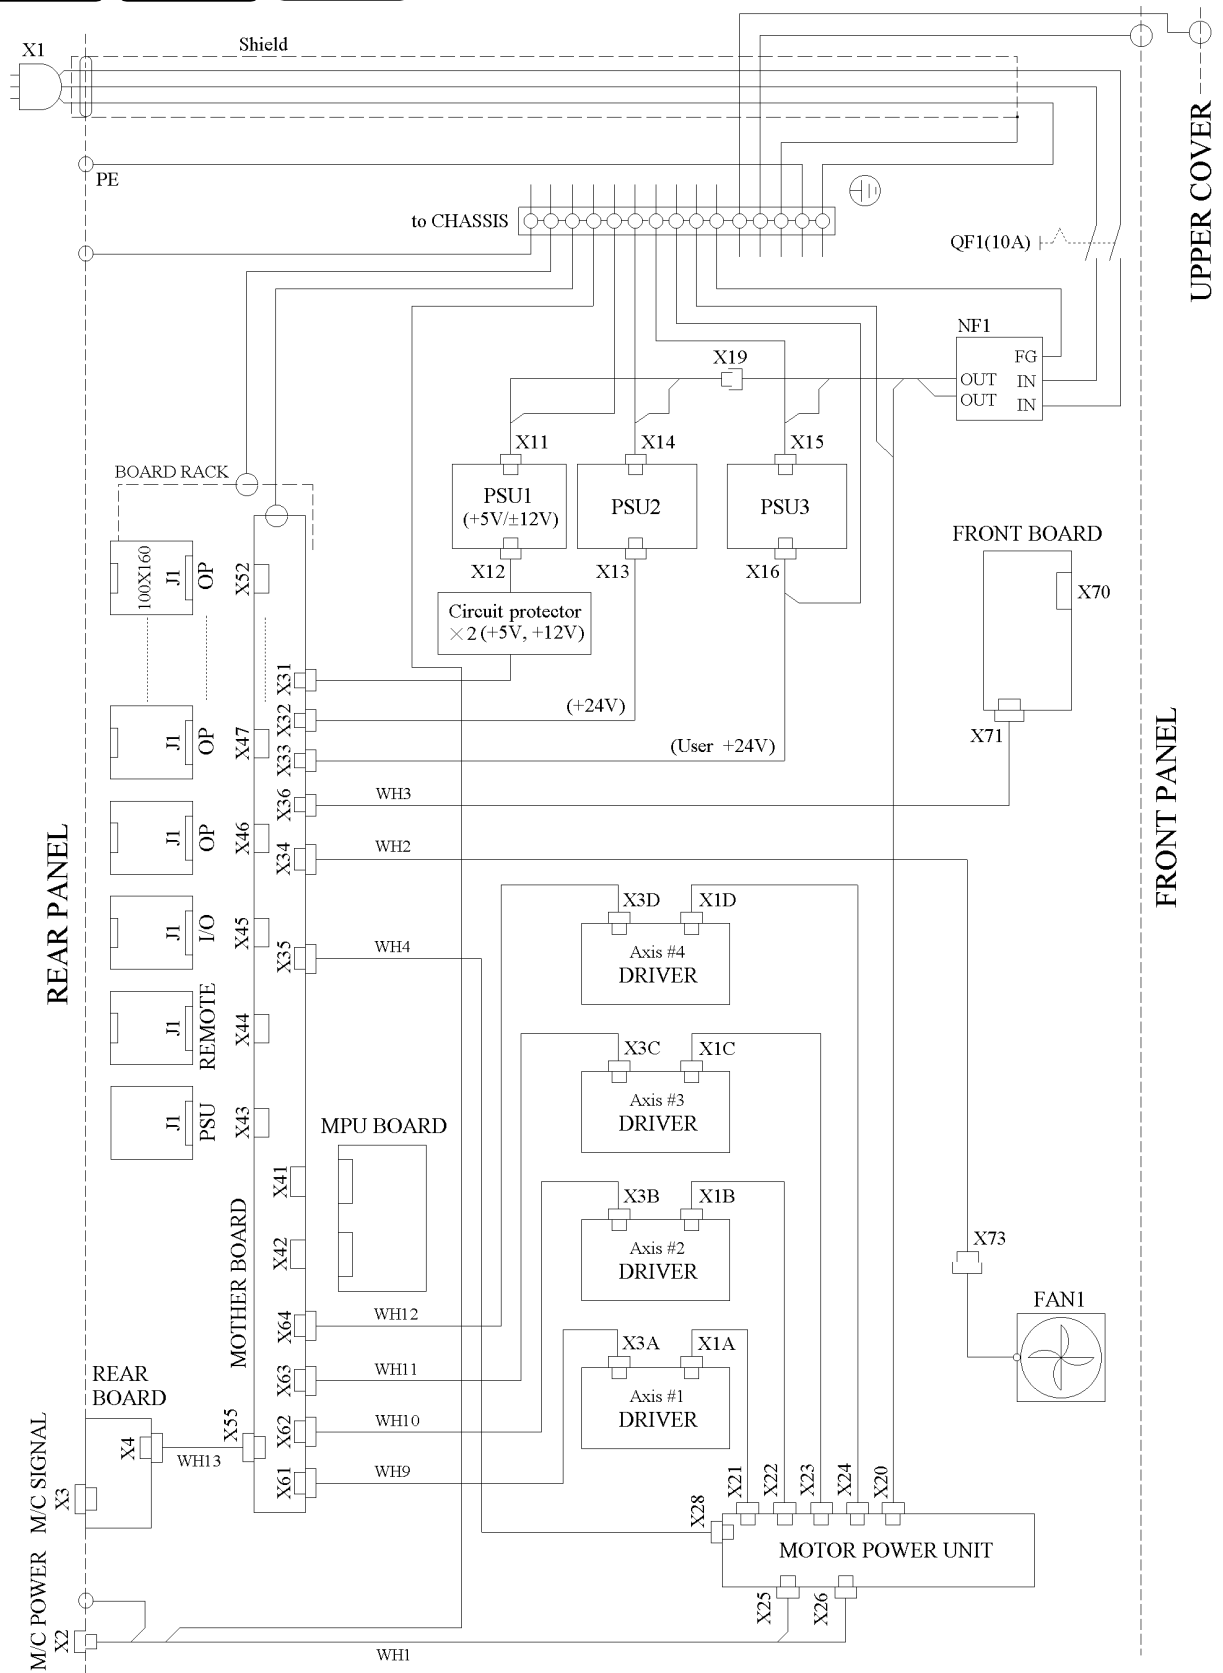 X1
Shield
PE
to CHASSIS
QF1(10A)
UPPER COVER
NF1
FG
OUT
IN
OUT
IN
X19
X11
X14
X15
BOARD RACK
PSU1
(+5V/±12V)
PSU2
PSU3
X12
X13
X16
FRONT BOARD
X70
Circuit protector
×2 (+5V, +12V)
100X160
J1
OP
X52
X31
X32
(+24V)
X33
(User +24V)
X71
J1
OP
X47
FRONT PANEL
X36
WH3
J1
OP
X46
X34
WH2
REAR PANEL
X3D
X1D
Axis #4
DRIVER
J1
I/O
X45
X35
WH4
J1
REMOTE
X44
X3C
X1C
Axis #3
DRIVER
J1
PSU
X43
MPU BOARD
X41
X42
MOTHER BOARD
X3B
X1B
Axis #2
DRIVER
X73
FAN1
X64
WH12
X63
WH11
X3A
X1A
Axis #1
DRIVER
REAR
BOARD
X62
WH10
X61
WH9
X4
WH13
X55
M/C SIGNAL
X3
X28
X21
X22
X23
X24
X20
MOTOR POWER UNIT
X25
X26
M/C POWER
X2
WH1